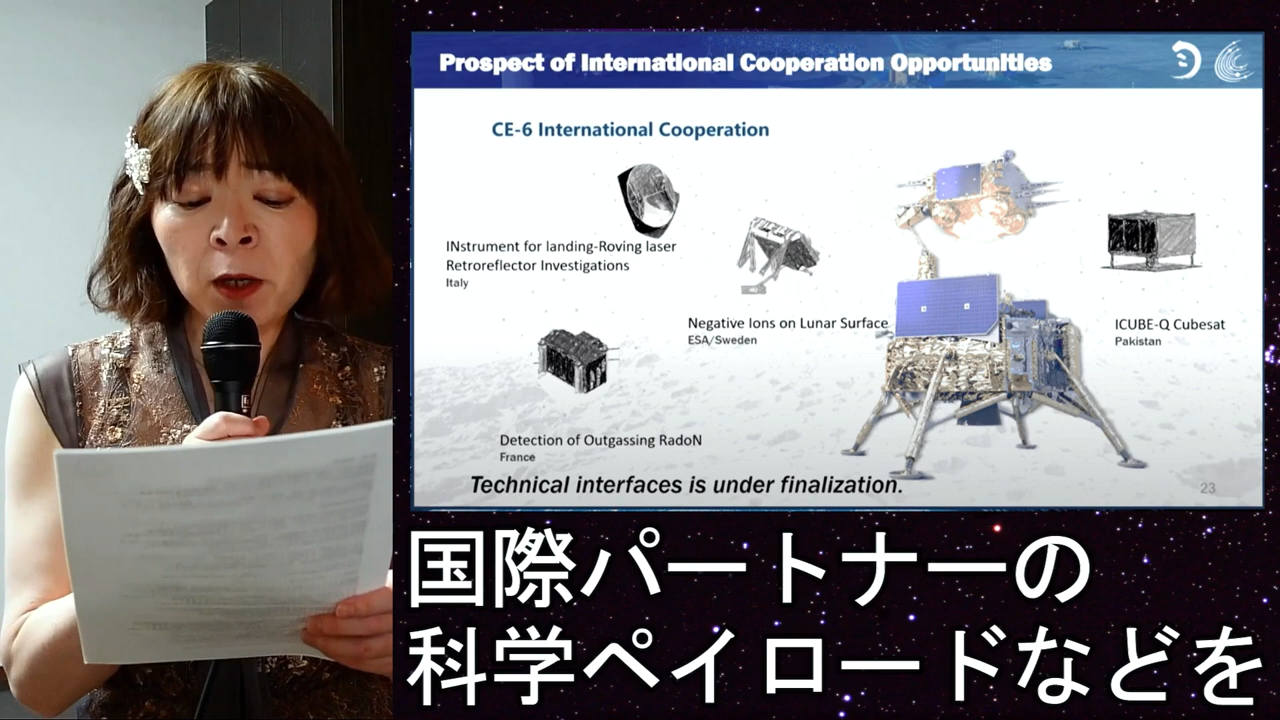 Prospect of International Cooperation Opportunities
CE-6 International Cooperation
INstrument for landing-Roving laser
Retroreflector Investigations
Italy
Negative Ions on Lunar Surface
ESA/Sweden
ICUBE-Q Cubesat
Pakistan
Detection of Outgassing RadoN
France
Technical interfaces is under finalization.
23
国際パートナーの
科学ペイロードなどを